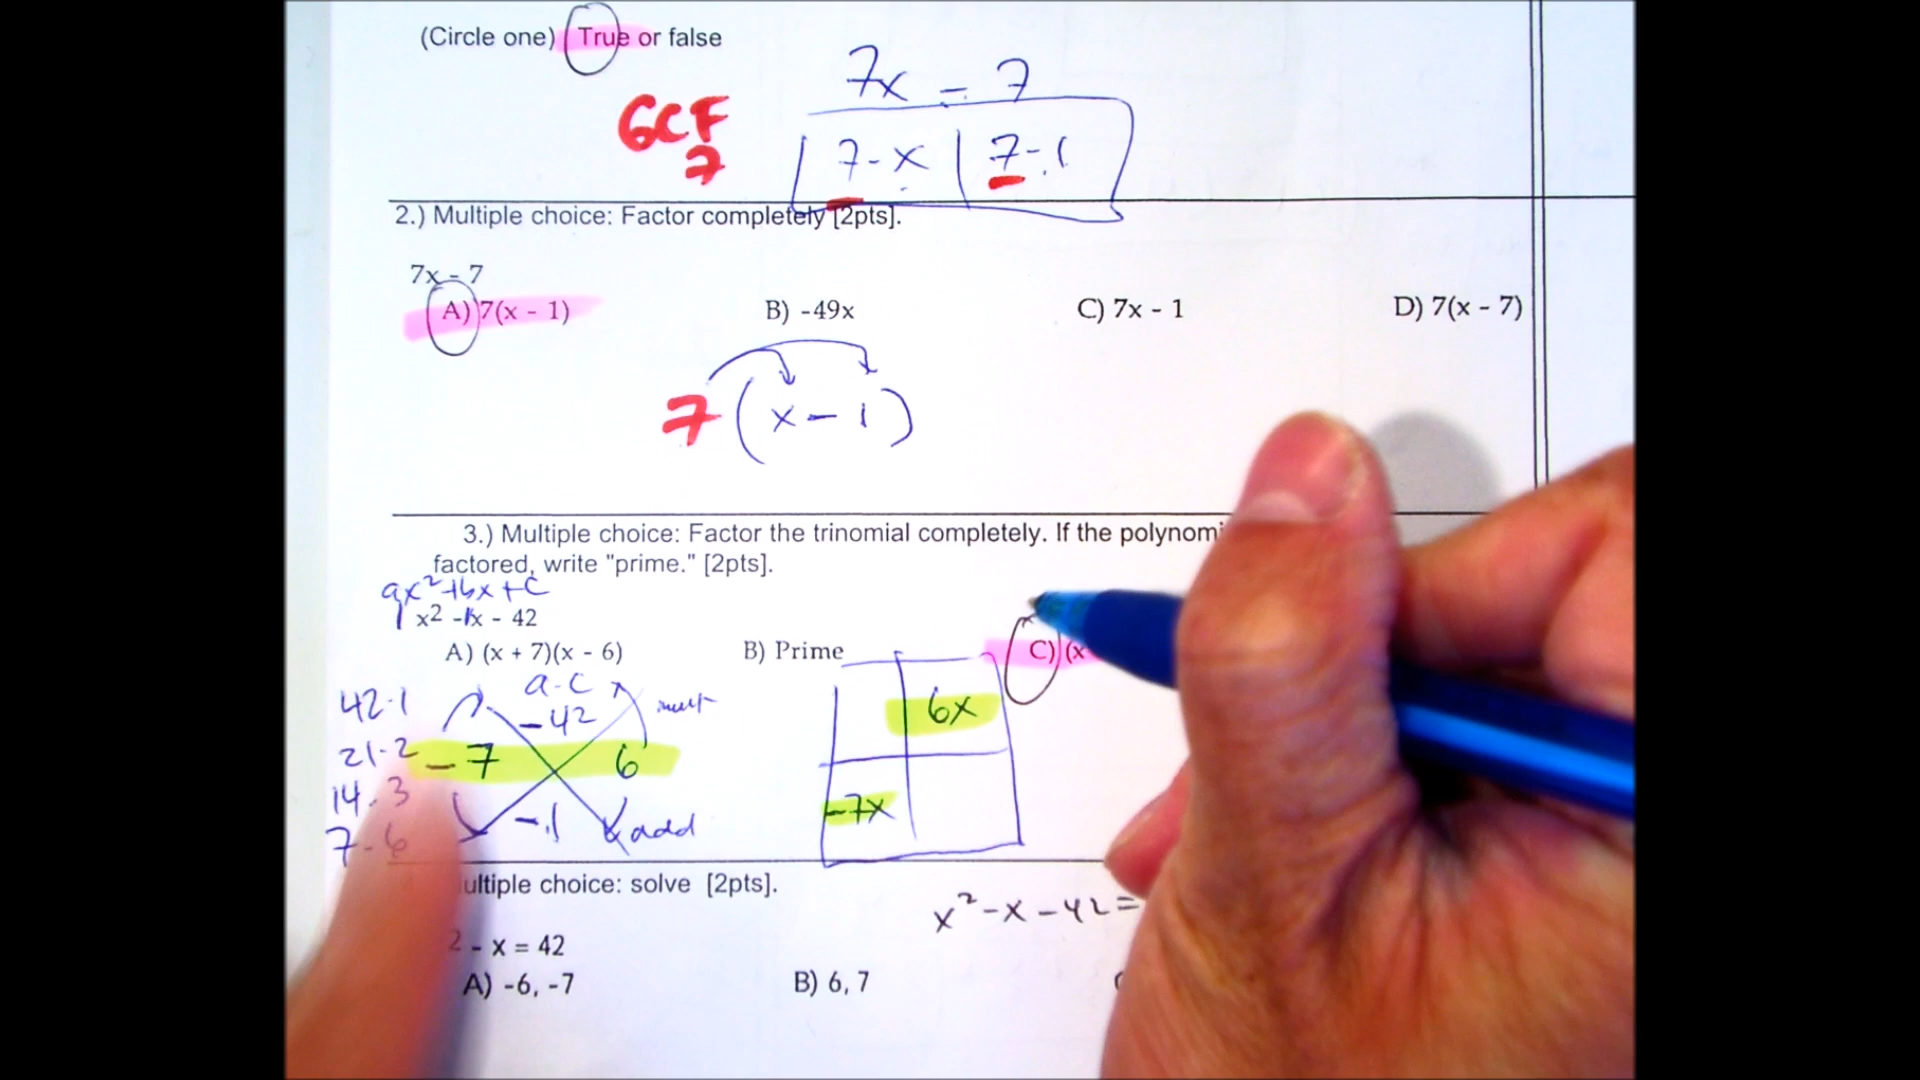 (Circle one) True or false
7x - 7
GCF
7
7 - x | 7 - 1
2.) Multiple choice: Factor completely [2pts].
7x - 7
A) 7(x - 1) B) -49x C) 7x - 1 D) 7(x - 7)
7(x - 1)
3.) Multiple choice: Factor the trinomial completely. If the polynomi
factored, write "prime." [2pts].
ax² + bx + c
1x2 -1x - 42
A) (x + 7)(x - 6) B) Prime C) (x
a·c
42·1 -42 mult
21·2 -7 6 6x
14·3 -7x
7·6 -1 add
ultiple choice: solve [2pts].
x² - x - 42 =
2 - x = 42
A) -6, -7 B) 6, 7